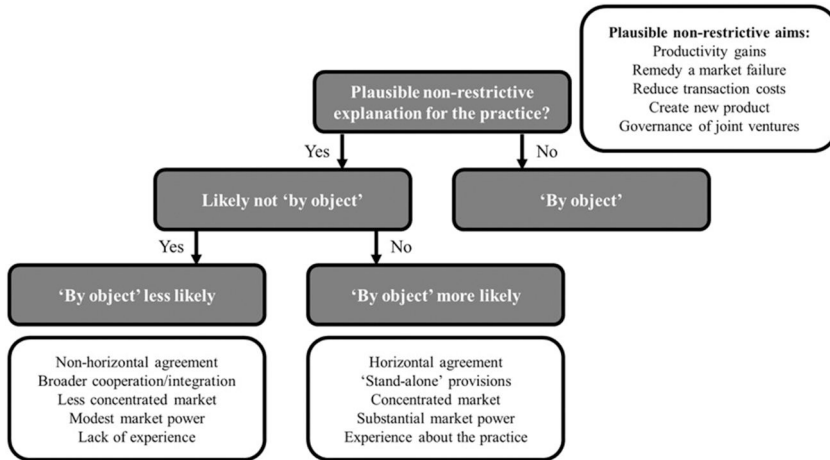 Plausible non-restrictive aims:
Productivity gains
Remedy a market failure
Reduce transaction costs
Create new product
Governance of joint ventures
Plausible non-restrictive
explanation for the practice?
Yes
No
Likely not ‘by object’
‘By object’
Yes
No
‘By object’ less likely
‘By object’ more likely
Non-horizontal agreement
Broader cooperation/integration
Less concentrated market
Modest market power
Lack of experience
Horizontal agreement
‘Stand-alone’ provisions
Concentrated market
Substantial market power
Experience about the practice